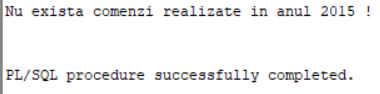 Nu exista comenzi realizate in anul 2015 !
PL/SQL procedure successfully completed.